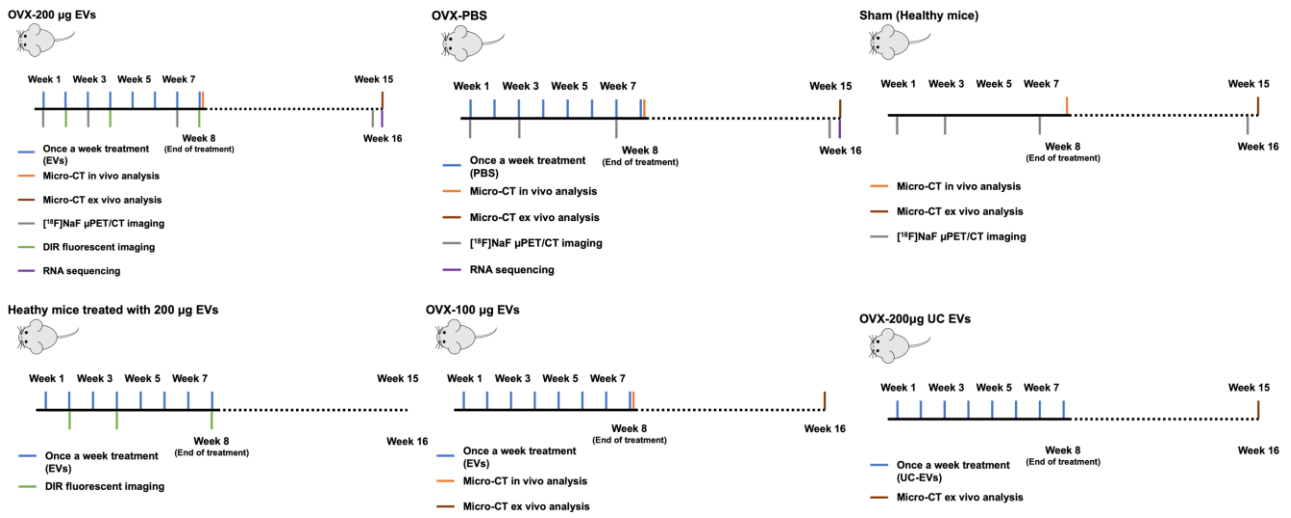 OVX-200 µg EVs
Week 1 Week 3 Week 5 Week 7 Week 15
Week 8
(End of treatment)
Week 16
Once a week treatment
(EVs)
Micro-CT in vivo analysis
Micro-CT ex vivo analysis
[¹⁸F]NaF µPET/CT imaging
DIR fluorescent imaging
RNA sequencing
OVX-PBS
Week 1 Week 3 Week 5 Week 7 Week 15
Week 8
(End of treatment)
Week 16
Once a week treatment
(PBS)
Micro-CT in vivo analysis
Micro-CT ex vivo analysis
[¹⁸F]NaF µPET/CT imaging
RNA sequencing
Sham (Healthy mice)
Week 1 Week 3 Week 5 Week 7 Week 15
Week 8
(End of treatment)
Week 16
Micro-CT in vivo analysis
Micro-CT ex vivo analysis
[¹⁸F]NaF µPET/CT imaging
Heathy mice treated with 200 µg EVs
Week 1 Week 3 Week 5 Week 7 Week 15
Week 8
(End of treatment)
Week 16
Once a week treatment
(EVs)
DIR fluorescent imaging
OVX-100 µg EVs
Week 1 Week 3 Week 5 Week 7 Week 15
Week 8
(End of treatment)
Week 16
Once a week treatment
(EVs)
Micro-CT in vivo analysis
Micro-CT ex vivo analysis
OVX-200µg UC EVs
Week 1 Week 3 Week 5 Week 7 Week 15
Week 8
(End of treatment)
Week 16
Once a week treatment
(UC-EVs)
Micro-CT ex vivo analysis